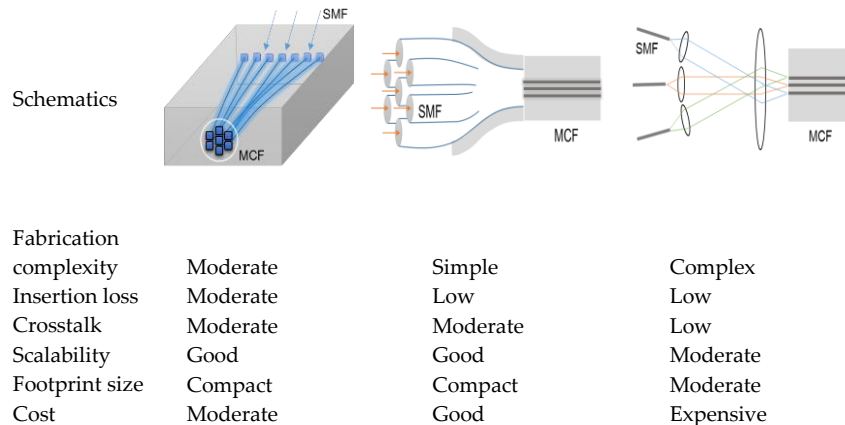 SMF
SMF
SMF
Schematics
MCF
MCF
MCF
Fabrication
complexity Moderate Simple Complex
Insertion loss Moderate Low Low
Crosstalk Moderate Moderate Low
Scalability Good Good Moderate
Footprint size Compact Compact Moderate
Cost Moderate Good Expensive